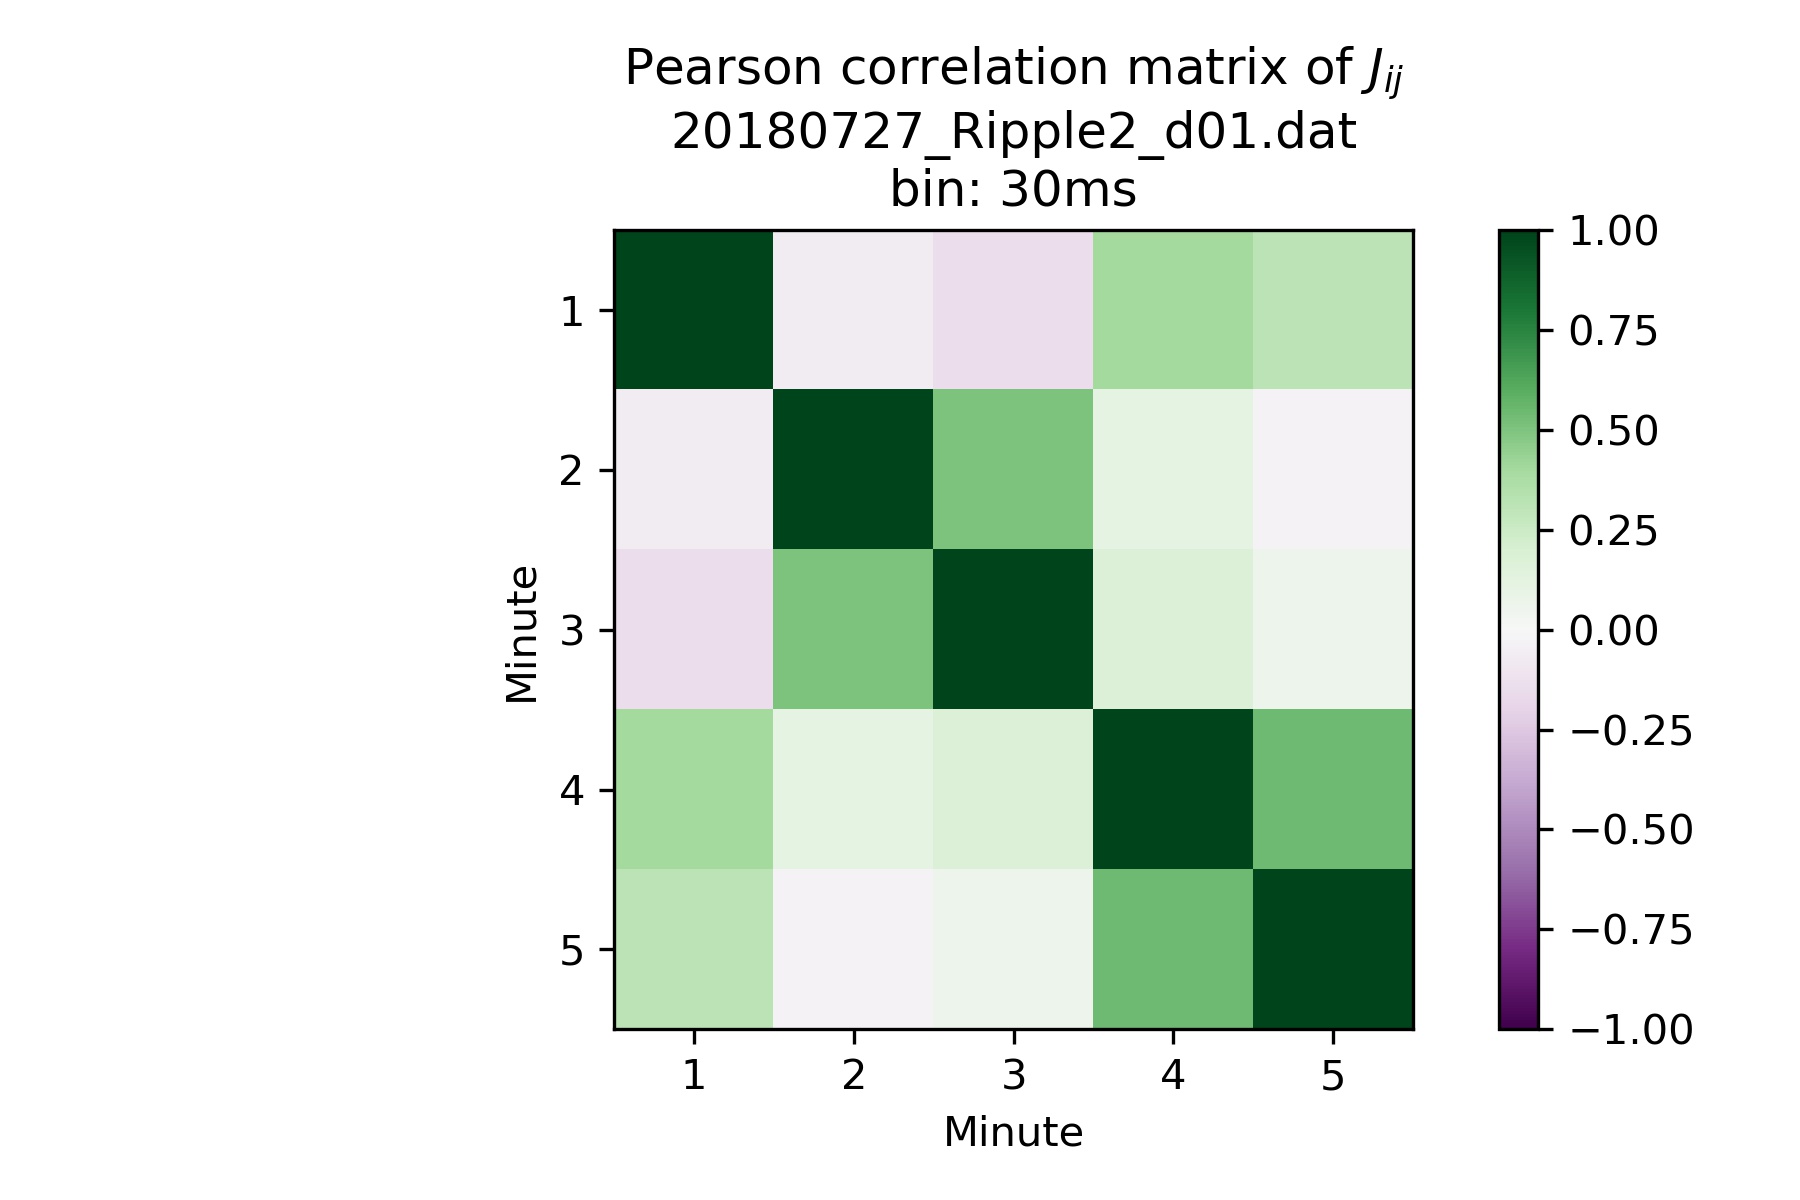 Pearson correlation matrix of J_ij
20180727_Ripple2_d01.dat
bin: 30ms
Minute
1
2
3
4
5
1 2 3 4 5
Minute
1.00
0.75
0.50
0.25
0.00
−0.25
−0.50
−0.75
−1.00